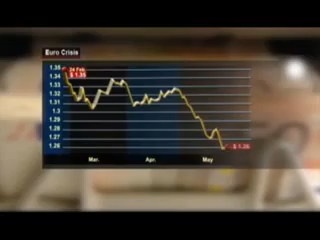 Euro Crisis
1.35
24 Feb
$ 1.35
1.34
1.33
1.32
1.31
1.30
1.29
1.28
1.27
1.26
$ 1.26
Mar.
Apr.
May